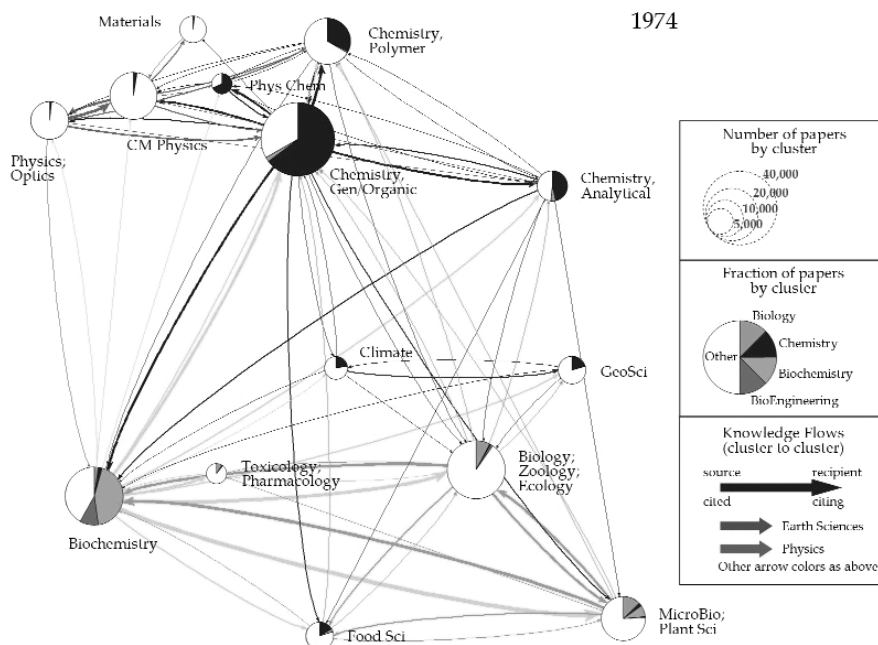 1974
Materials
Chemistry,
Polymer
Phys Chem
Physics;
Optics
CM Physics
Chemistry,
Gen/Organic
Chemistry,
Analytical
Climate
GeoSci
Toxicology;
Pharmacology
Biology;
Zoology;
Ecology
Biochemistry
Food Sci
MicroBio;
Plant Sci
Number of papers
by cluster
40,000
20,000
10,000
5,000
Fraction of papers
by cluster
Biology
Other
Chemistry
Biochemistry
BioEngineering
Knowledge Flows
(cluster to cluster)
source recipient
cited citing
Earth Sciences
Physics
Other arrow colors as above